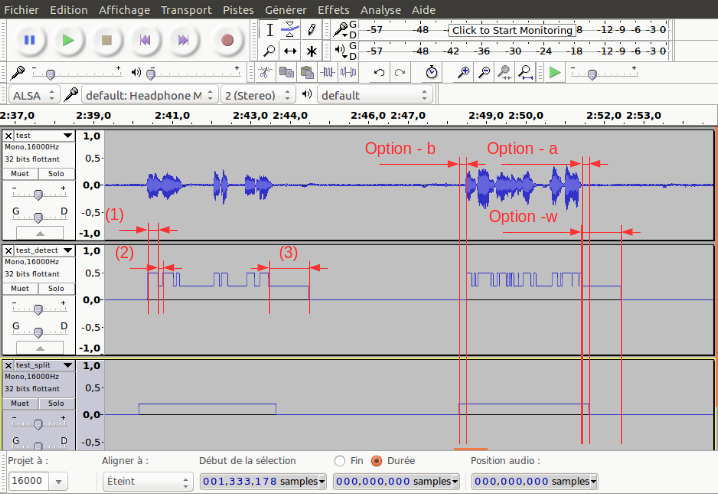 Fichier Edition Affichage Transport Pistes Générer Effets Analyse Aide
G D -57 -48 Click to Start Monitoring 8 -12 -9 -6 -3 0
G D -57 -48 -42 -36 -30 -24 -18 -12 -9 -6 -3 0
ALSA default: Headphone M 2 (Stereo) default
2:37,0 2:41,0 2:43,0 2:44,0 2:46,0 2:47,0 2:49,0 2:50,0 2:52,0 2:53,0
test
Mono,16000Hz
32 bits flottant
Muet Solo
- +
G D
1,0
0,5-
0,0-
-0,5-
-1,0
Option - b Option - a
Option -w
(1)
(2) (3)
test_detect
Mono,16000Hz
32 bits flottant
Muet Solo
- +
G D
1,0
0,5-
0,0-
-0,5-
-1,0
test_split
Mono,16000Hz
32 bits flottant
Muet Solo
- +
G D
1,0
0,5-
0,0-
-0,5-
Projet à : Aligner à : Début de la sélection Fin Durée Position audio :
16000 Éteint 001,333,178 samples 000,000,000 samples 000,000,000 samples